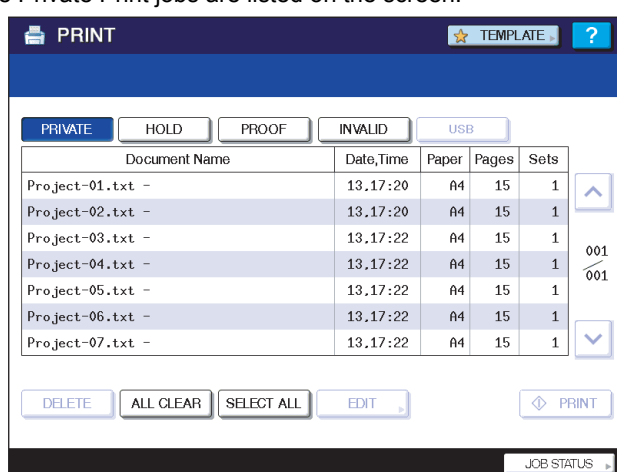 Private Print jobs are listed on the screen.
PRINT TEMPLATE ?
PRIVATE HOLD PROOF INVALID USB
Document Name Date,Time Paper Pages Sets
Project-01.txt - 13,17:20 A4 15 1
Project-02.txt - 13,17:20 A4 15 1
Project-03.txt - 13,17:22 A4 15 1
Project-04.txt - 13,17:22 A4 15 1
Project-05.txt - 13,17:22 A4 15 1
Project-06.txt - 13,17:22 A4 15 1
Project-07.txt - 13,17:22 A4 15 1
001
001
DELETE ALL CLEAR SELECT ALL EDIT PRINT
JOB STATUS